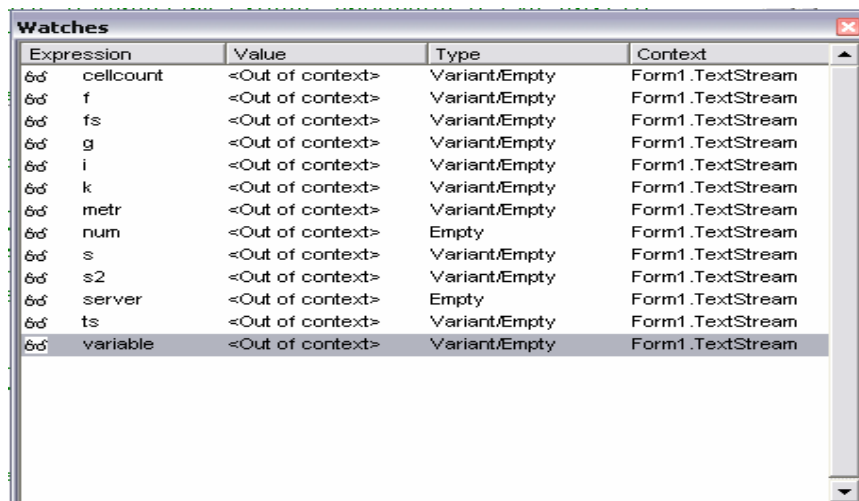 Watches
Expression Value Type Context
cellcount <Out of context> Variant/Empty Form1.TextStream
f <Out of context> Variant/Empty Form1.TextStream
fs <Out of context> Variant/Empty Form1.TextStream
g <Out of context> Variant/Empty Form1.TextStream
i <Out of context> Variant/Empty Form1.TextStream
k <Out of context> Variant/Empty Form1.TextStream
metr <Out of context> Variant/Empty Form1.TextStream
num <Out of context> Empty Form1.TextStream
s <Out of context> Variant/Empty Form1.TextStream
s2 <Out of context> Variant/Empty Form1.TextStream
server <Out of context> Empty Form1.TextStream
ts <Out of context> Variant/Empty Form1.TextStream
variable <Out of context> Variant/Empty Form1.TextStream